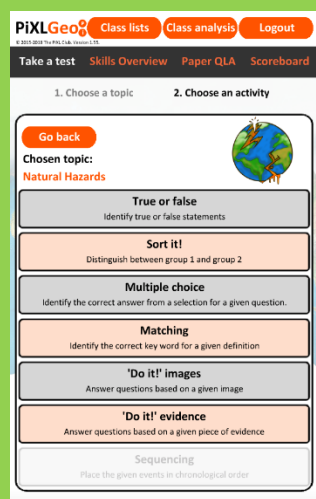 PiXLGeo Class lists Class analysis Logout
© 2015-2018 The PiXL Club. Version 1.55.
Take a test Skills Overview Paper QLA Scoreboard
1. Choose a topic 2. Choose an activity
Go back
Chosen topic:
Natural Hazards
True or false
Identify true or false statements
Sort it!
Distinguish between group 1 and group 2
Multiple choice
Identify the correct answer from a selection for a given question.
Matching
Identify the correct key word for a given definition
'Do it!' images
Answer questions based on a given image
'Do it!' evidence
Answer questions based on a given piece of evidence
Sequencing
Place the given events in chronological order